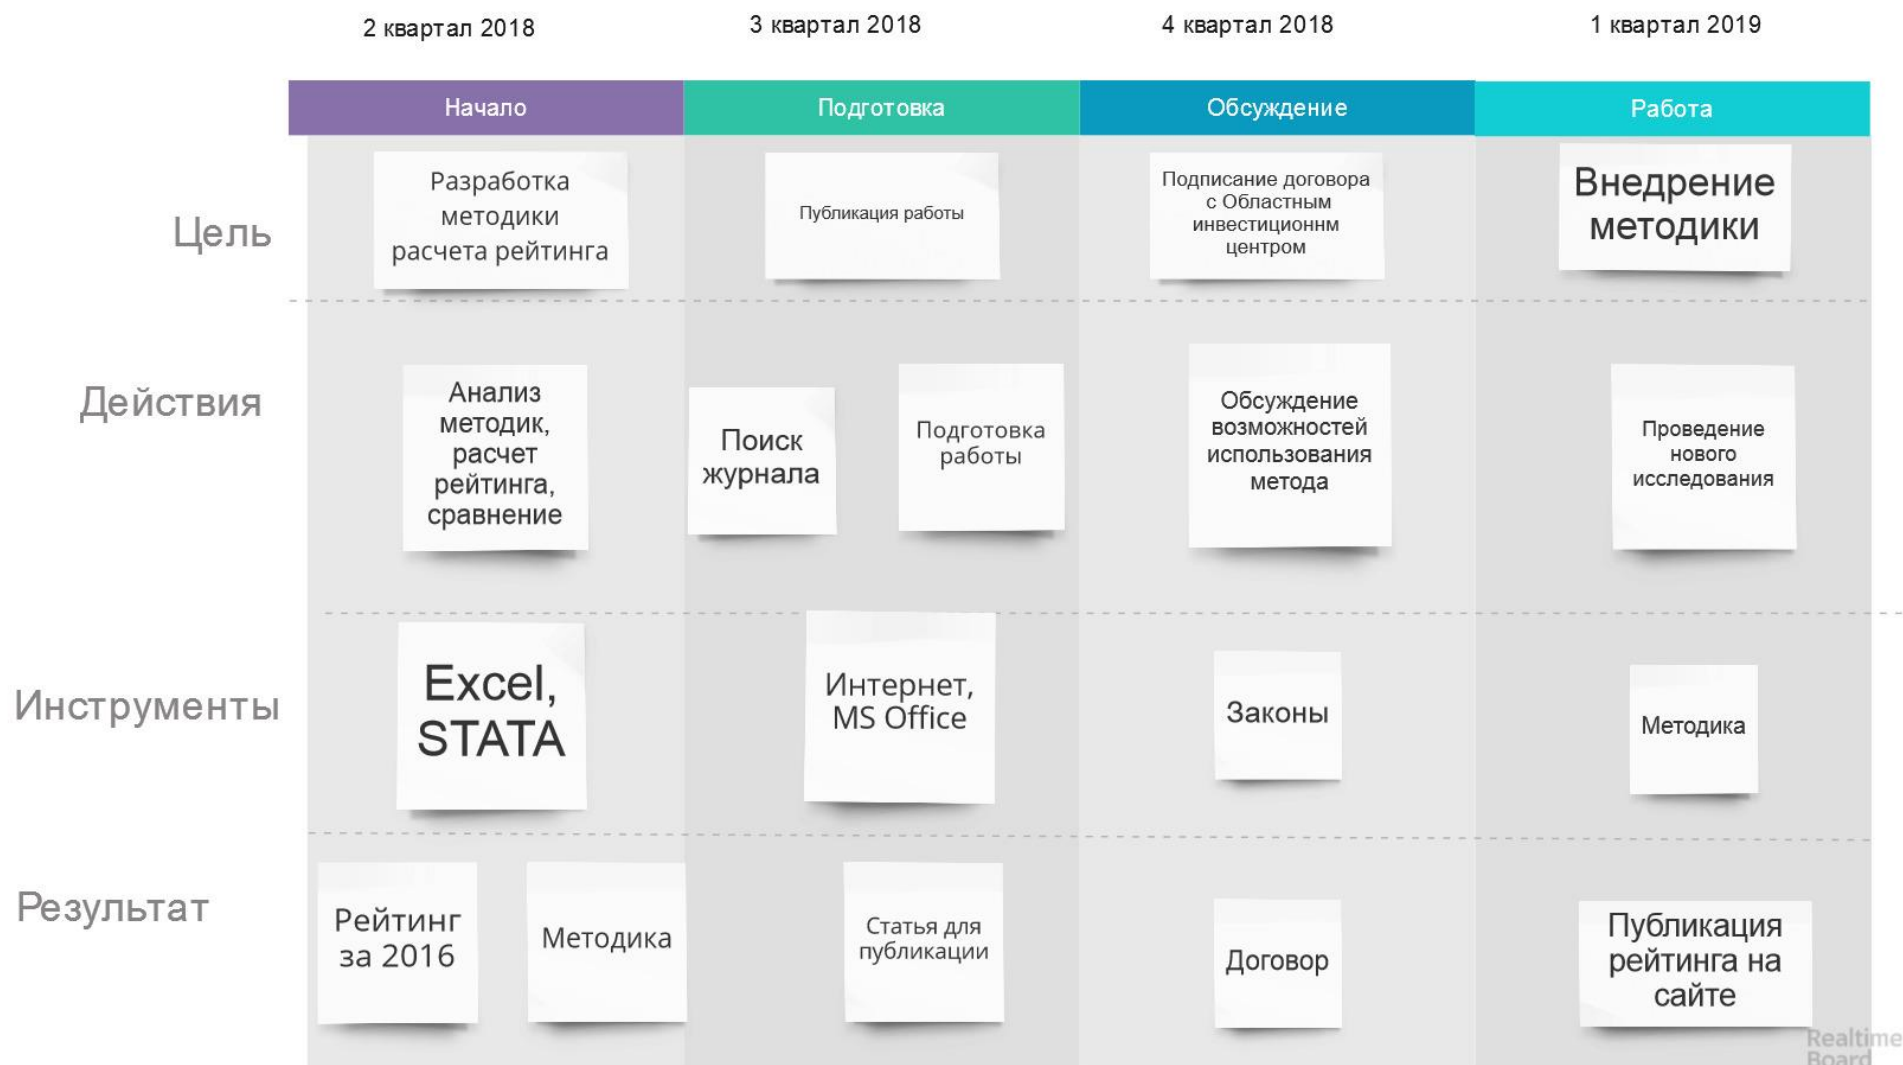 2 квартал 2018
3 квартал 2018
4 квартал 2018
1 квартал 2019
Начало
Подготовка
Обсуждение
Работа
Цель
Разработка
методики
расчета рейтинга
Публикация работы
Подписание договора
с Областным
инвестиционнм
центром
Внедрение
методики
Действия
Анализ
методик,
расчет
рейтинга,
сравнение
Поиск
журнала
Подготовка
работы
Обсуждение
возможностей
использования
метода
Проведение
нового
исследования
Инструменты
Excel,
STATA
Интернет,
MS Office
Законы
Методика
Результат
Рейтинг
за 2016
Методика
Статья для
публикации
Договор
Публикация
рейтинга на
сайте
Realtime
Board